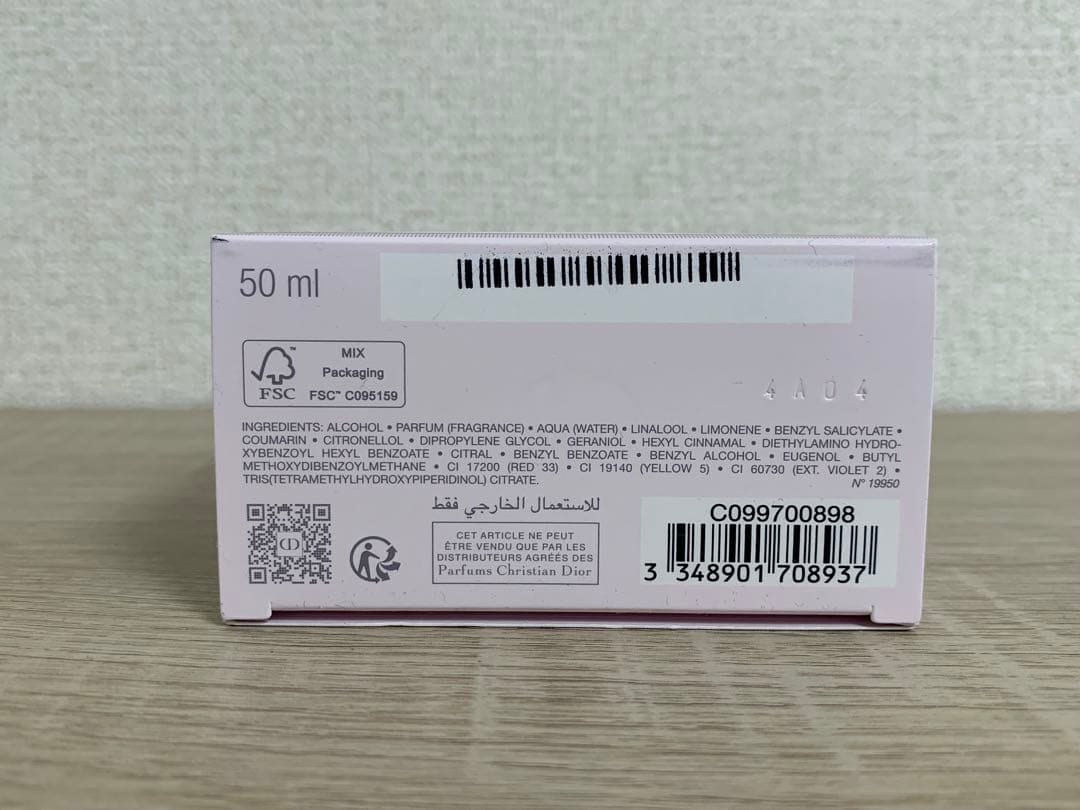 50 ml
MIX
Packaging
FSC™ C095159
FSC
4A04
INGREDIENTS: ALCOHOL • PARFUM (FRAGRANCE) • AQUA (WATER) • LINALOOL • LIMONENE • BENZYL SALICYLATE •
COUMARIN • CITRONELLOL • DIPROPYLENE GLYCOL • GERANIOL • HEXYL CINNAMAL • DIETHYLAMINO HYDRO-
XYBENZOYL HEXYL BENZOATE • CITRAL • BENZYL BENZOATE • BENZYL ALCOHOL • EUGENOL • BUTYL
METHOXYDIBENZOYLMETHANE • CI 17200 (RED 33) • CI 19140 (YELLOW 5) • CI 60730 (EXT. VIOLET 2) •
TRIS(TETRAMETHYLHYDROXYPIPERIDINOL) CITRATE.
N° 19950
للاستعمال الخارجي فقط
CD
CET ARTICLE NE PEUT
ÊTRE VENDU QUE PAR LES
DISTRIBUTEURS AGRÉÉS DES
Parfums Christian Dior
C099700898
3 348901 708937